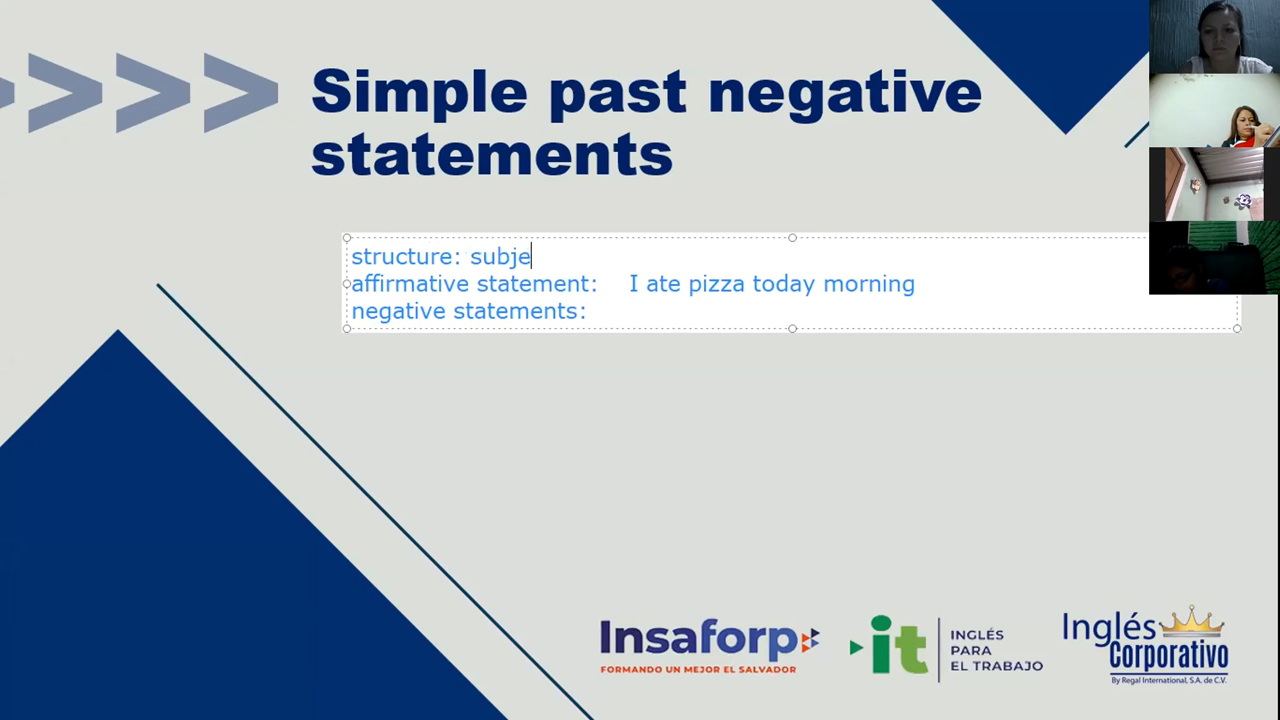 Simple past negative
statements
structure: subje
affirmative statement: I ate pizza today morning
negative statements:
Insaforp
FORMANDO UN MEJOR EL SALVADOR
it
INGLÉS
PARA
EL TRABAJO
Inglés
Corporativo
By Regal International, S.A. de C.V.